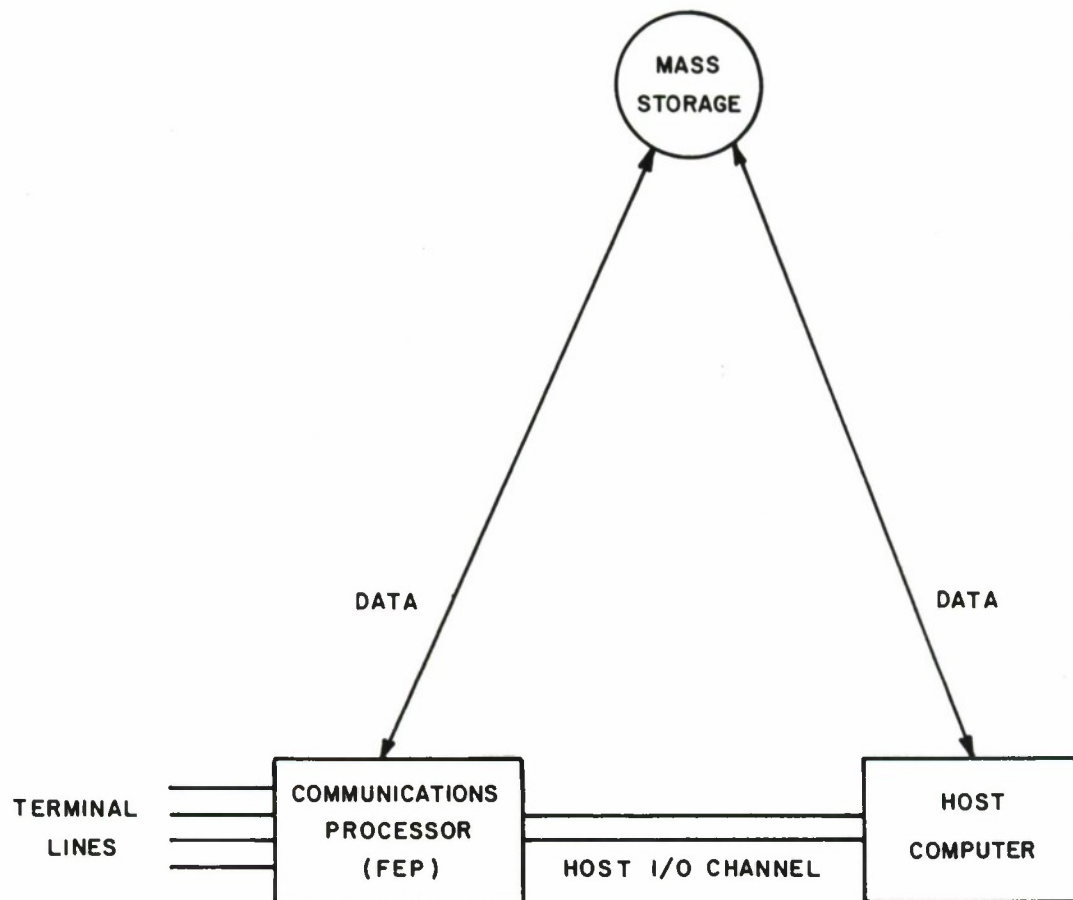 MASS
STORAGE
DATA
DATA
TERMINAL
LINES
COMMUNICATIONS
PROCESSOR
(FEP)
HOST I/O CHANNEL
HOST
COMPUTER